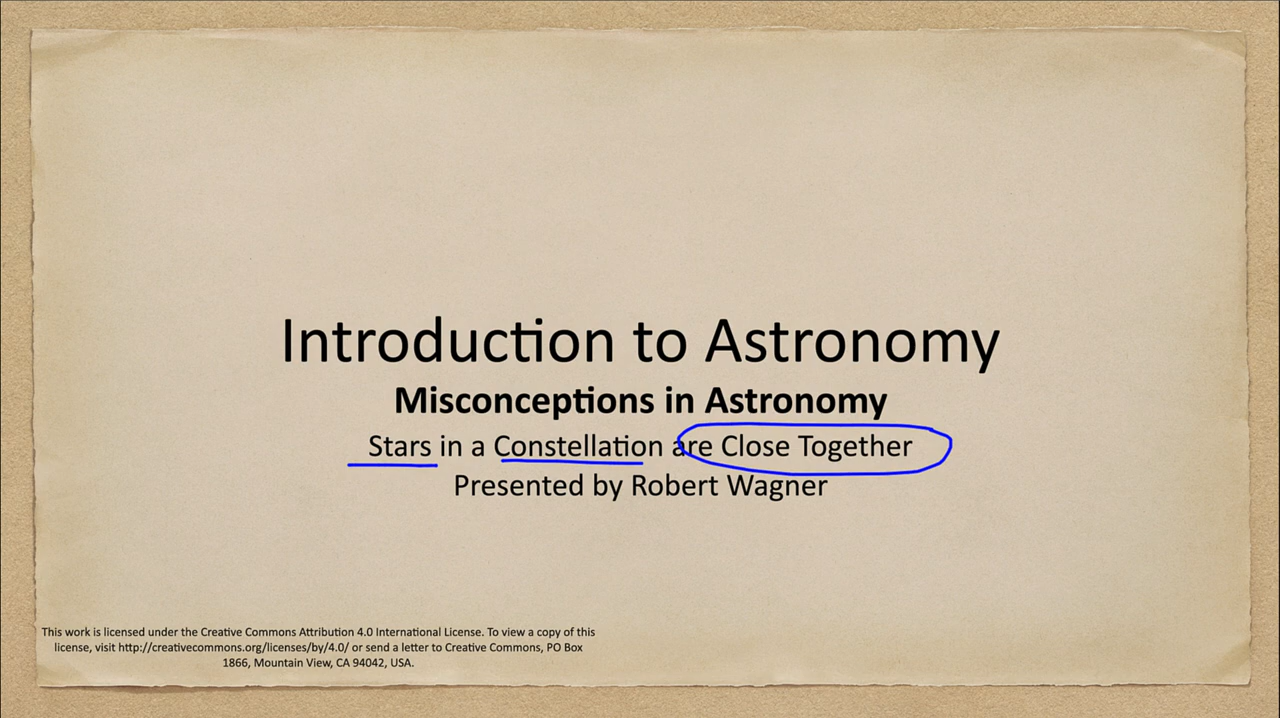 Introduction to Astronomy
Misconceptions in Astronomy
Stars in a Constellation are Close Together
Presented by Robert Wagner
This work is licensed under the Creative Commons Attribution 4.0 International License. To view a copy of this
license, visit http://creativecommons.org/licenses/by/4.0/ or send a letter to Creative Commons, PO Box
1866, Mountain View, CA 94042, USA.